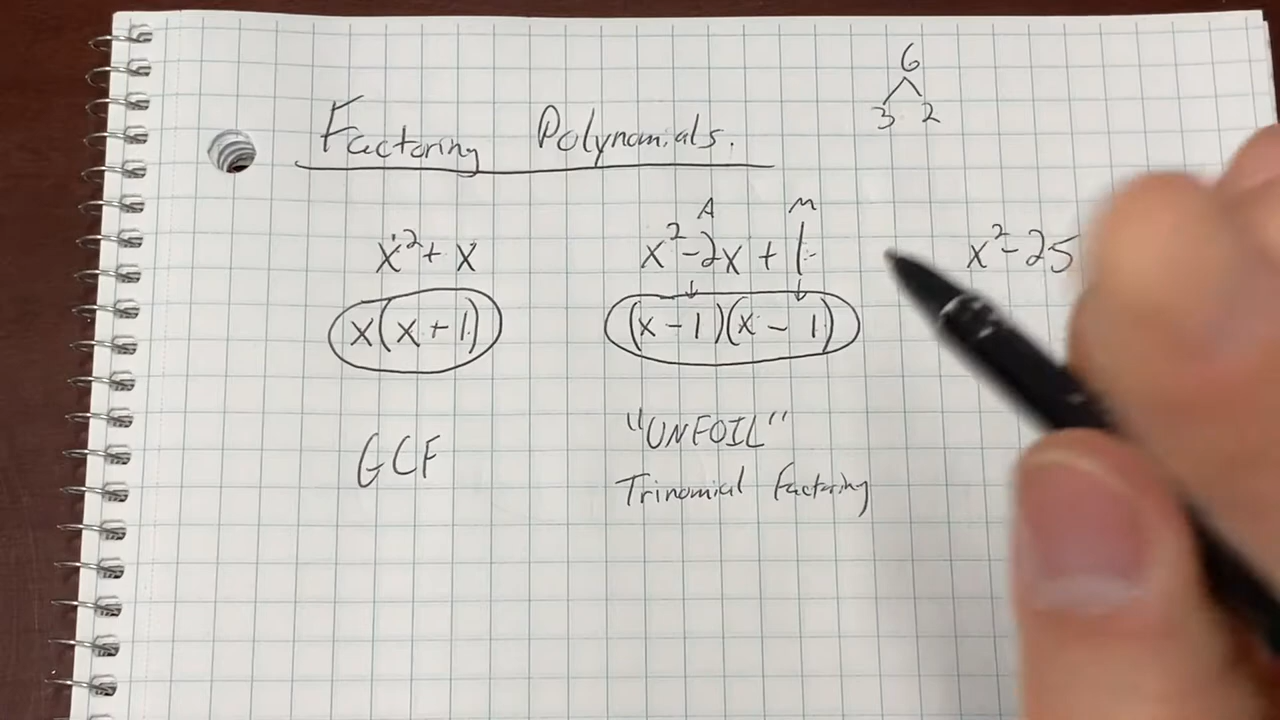 6
3 2
Factoring Polynomials.
A M
x²+ x x²-2x + 1 x²-25
x(x+1) (x-1)(x-1)
GCF "UNFOIL"
Trinomial Factoring